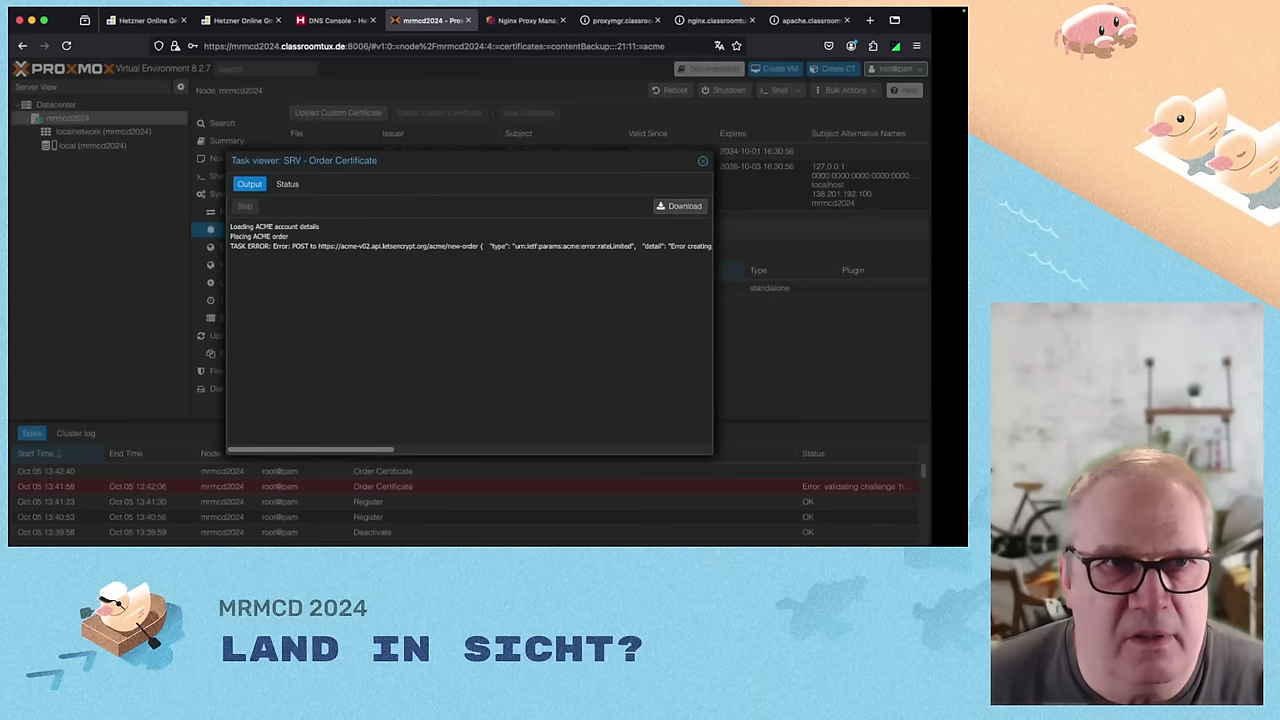 Hetzner Online Gm
Hetzner Online Gm
DNS Console - He
mrmcd2024 - Prox
Nginx Proxy Mana
proxymgr.classroo
nginx.classroomtu
apache.classroom
https://mrmcd2024.classroomtux.de:8006/#v1:0:=node%2Fmrmcd2024:4:=certificates:=contentBackup:::21:11:=acme
PROXMOX Virtual Environment 8.2.7 Search
Documentation Create VM Create CT root@pam
Server View
Node 'mrmcd2024'
Reboot Shutdown Shell Bulk Actions Help
Datacenter
mrmcd2024
localnetwork (mrmcd2024)
local (mrmcd2024)
Search
Summary
Upload Custom Certificate Delete Custom Certificate View Certificate
File Issuer Subject Valid Since Expires Subject Alternative Names
2034-10-01 16:30:56
2026-10-03 16:30:56 127.0.0.1
0000:0000:0000:0000:0000:...
localhost
138.201.192.100
mrmcd2024
Type Plugin
standalone
Task viewer: SRV - Order Certificate
Output Status
Stop Download
Loading ACME account details
Placing ACME order
TASK ERROR: Error: POST to https://acme-v02.api.letsencrypt.org/acme/new-order { "type": "urn:ietf:params:acme:error:rateLimited", "detail": "Error creating
Tasks Cluster log
Start Time ↓ End Time Node Status
Oct 05 13:42:40 mrmcd2024 root@pam Order Certificate
Oct 05 13:41:58 Oct 05 13:42:06 mrmcd2024 root@pam Order Certificate Error: validating challenge 'h...
Oct 05 13:41:23 Oct 05 13:41:30 mrmcd2024 root@pam Register OK
Oct 05 13:40:53 Oct 05 13:40:56 mrmcd2024 root@pam Register OK
Oct 05 13:39:58 Oct 05 13:39:59 mrmcd2024 root@pam Deactivate OK
MRMCD 2024
LAND IN SICHT?